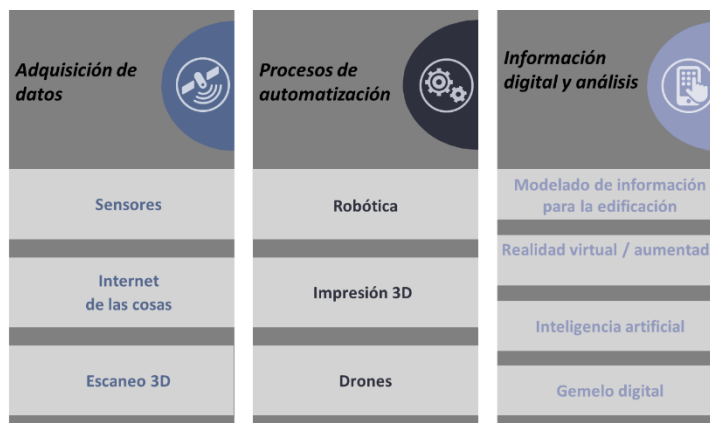 Adquisición de
datos
Sensores
Internet
de las cosas
Escaneo 3D
Procesos de
automatización
Robótica
Impresión 3D
Drones
Información
digital y análisis
Modelado de información
para la edificación
Realidad virtual / aumentad
Inteligencia artificial
Gemelo digital